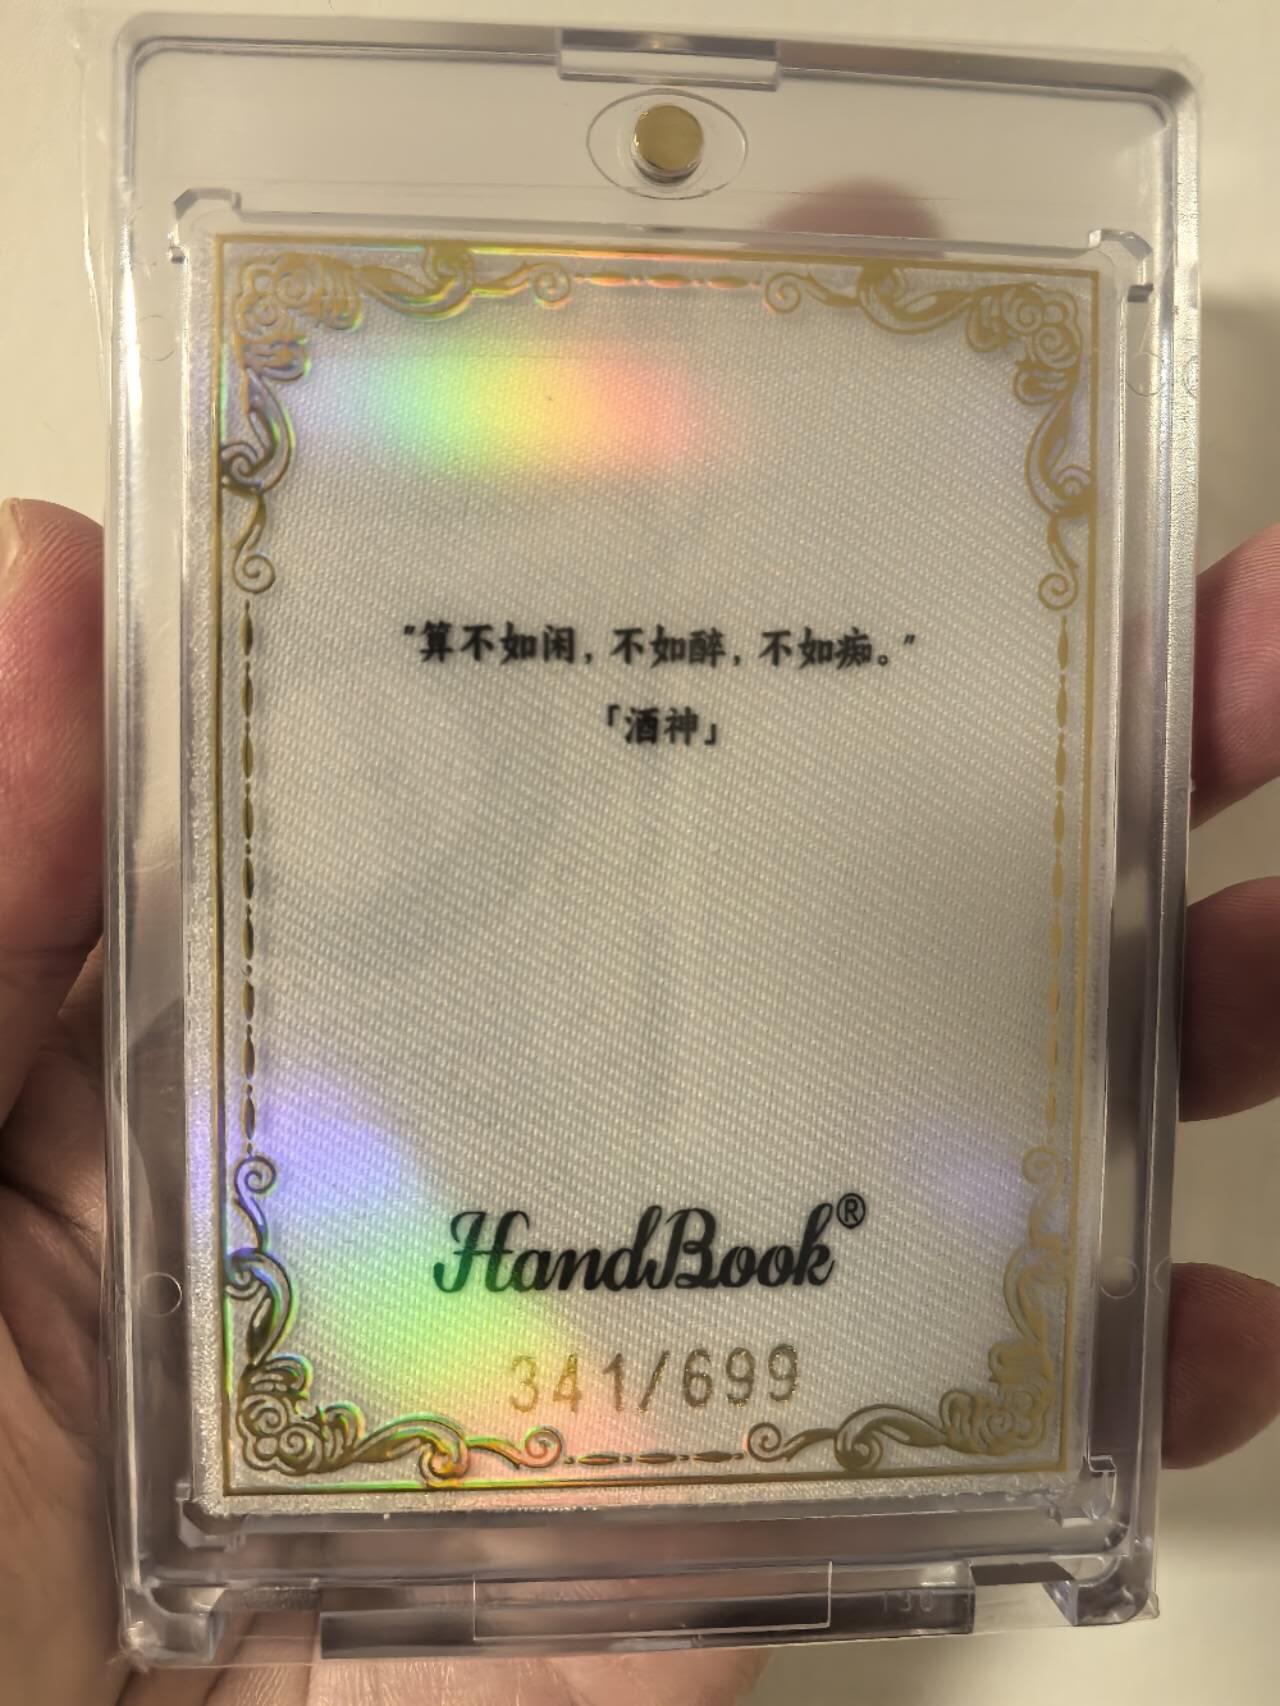 "算不如闲，不如醉，不如痴。"
「酒神」
HandBook®
341/699